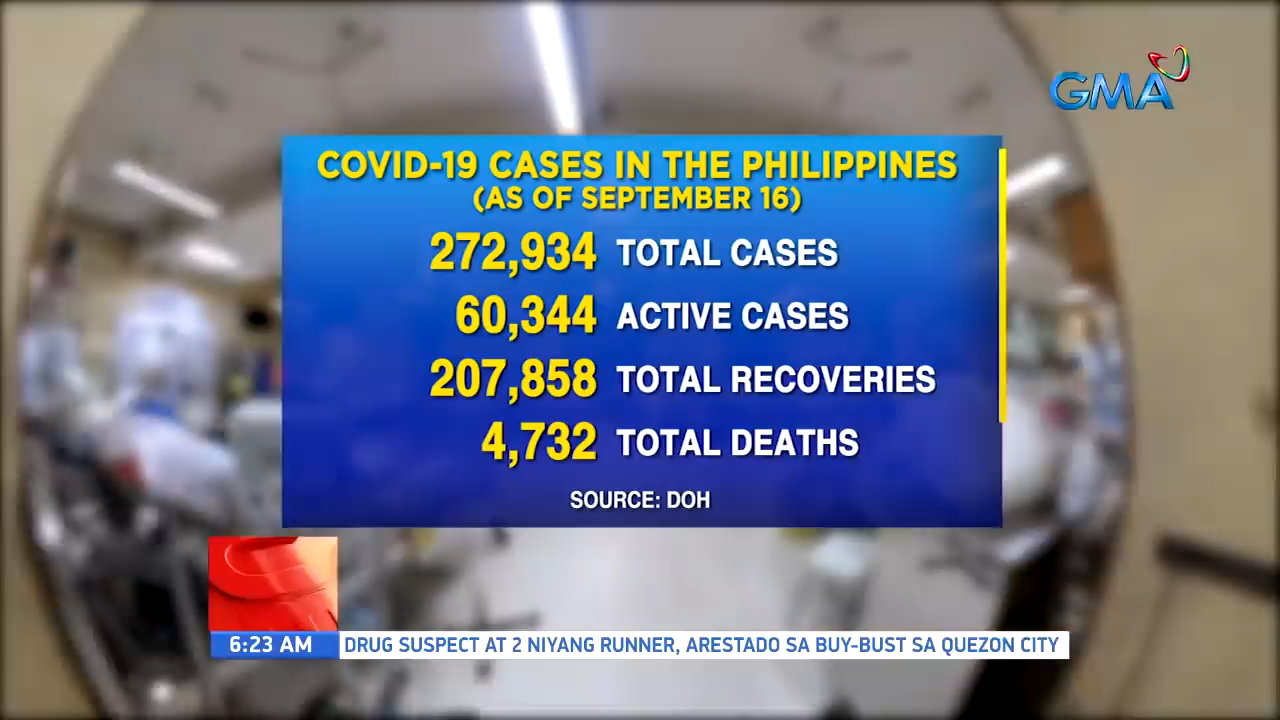 GMA
COVID-19 CASES IN THE PHILIPPINES
(AS OF SEPTEMBER 16)
272,934 TOTAL CASES
60,344 ACTIVE CASES
207,858 TOTAL RECOVERIES
4,732 TOTAL DEATHS
SOURCE: DOH
6:23 AM DRUG SUSPECT AT 2 NIYANG RUNNER, ARESTADO SA BUY-BUST SA QUEZON CITY